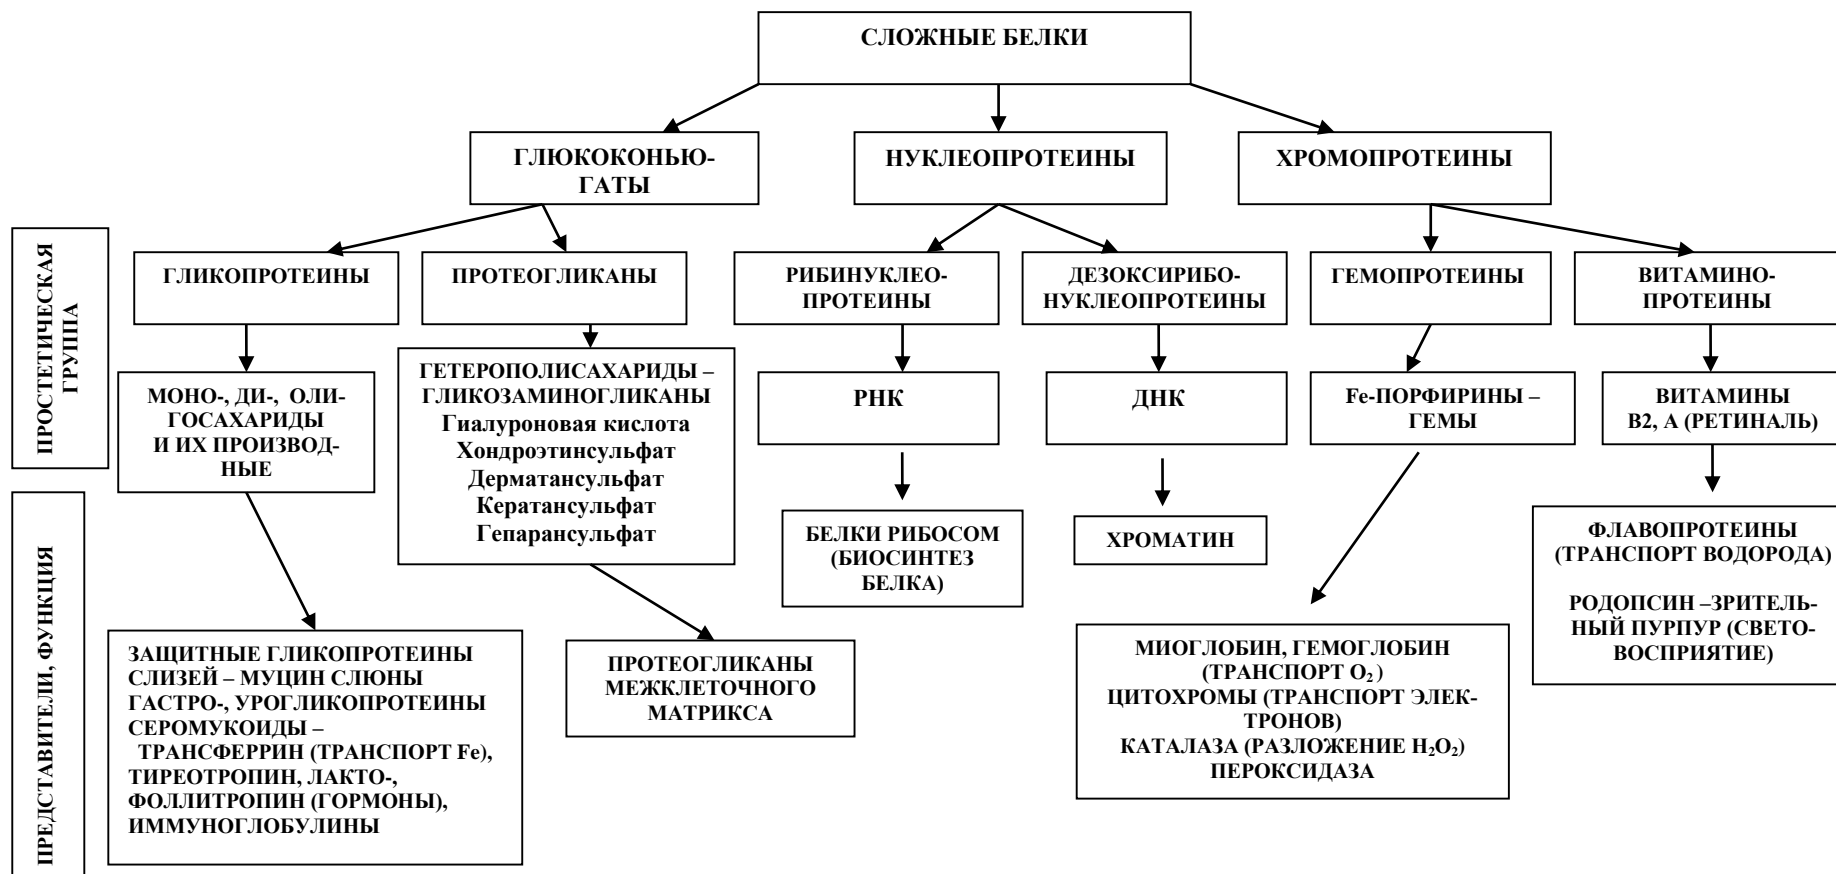 СЛОЖНЫЕ БЕЛКИ
ГЛЮКОКОНЬЮ-
ГАТЫ
НУКЛЕОПРОТЕИНЫ
ХРОМОПРОТЕИНЫ
ПРОСТЕТИЧЕСКАЯ
ГРУППА
ГЛИКОПРОТЕИНЫ
ПРОТЕОГЛИКАНЫ
РИБИНУКЛЕО-
ПРОТЕИНЫ
ДЕЗОКСИРИБО-
НУКЛЕОПРОТЕИНЫ
ГЕМОПРОТЕИНЫ
ВИТАМИНО-
ПРОТЕИНЫ
МОНО-, ДИ-, ОЛИ-
ГОСАХАРИДЫ
И ИХ ПРОИЗВОД-
НЫЕ
ГЕТЕРОПОЛИСАХАРИДЫ –
ГЛИКОЗАМИНОГЛИКАНЫ
Гиалуроновая кислота
Хондроэтинсульфат
Дерматансульфат
Кератансульфат
Гепарансульфат
РНК
ДНК
Fe-ПОРФИРИНЫ –
ГЕМЫ
ВИТАМИНЫ
В2, А (РЕТИНАЛЬ)
ПРЕДСТАВИТЕЛИ, ФУНКЦИЯ
ЗАЩИТНЫЕ ГЛИКОПРОТЕИНЫ
СЛИЗЕЙ – МУЦИН СЛЮНЫ
ГАСТРО-, УРОГЛИКОПРОТЕИНЫ
СЕРОМУКОИДЫ –
ТРАНСФЕРРИН (ТРАНСПОРТ Fe),
ТИРЕОТРОПИН, ЛАКТО-,
ФОЛЛИТРОПИН (ГОРМОНЫ),
ИММУНОГЛОБУЛИНЫ
ПРОТЕОГЛИКАНЫ
МЕЖКЛЕТОЧНОГО
МАТРИКСА
БЕЛКИ РИБОСОМ
(БИОСИНТЕЗ
БЕЛКА)
ХРОМАТИН
МИОГЛОБИН, ГЕМОГЛОБИН
(ТРАНСПОРТ О₂ )
ЦИТОХРОМЫ (ТРАНСПОРТ ЭЛЕК-
ТРОНОВ)
КАТАЛАЗА (РАЗЛОЖЕНИЕ Н₂О₂)
ПЕРОКСИДАЗА
ФЛАВОПРОТЕИНЫ
(ТРАНСПОРТ ВОДОРОДА)
РОДОПСИН –ЗРИТЕЛЬ-
НЫЙ ПУРПУР (СВЕТО-
ВОСПРИЯТИЕ)